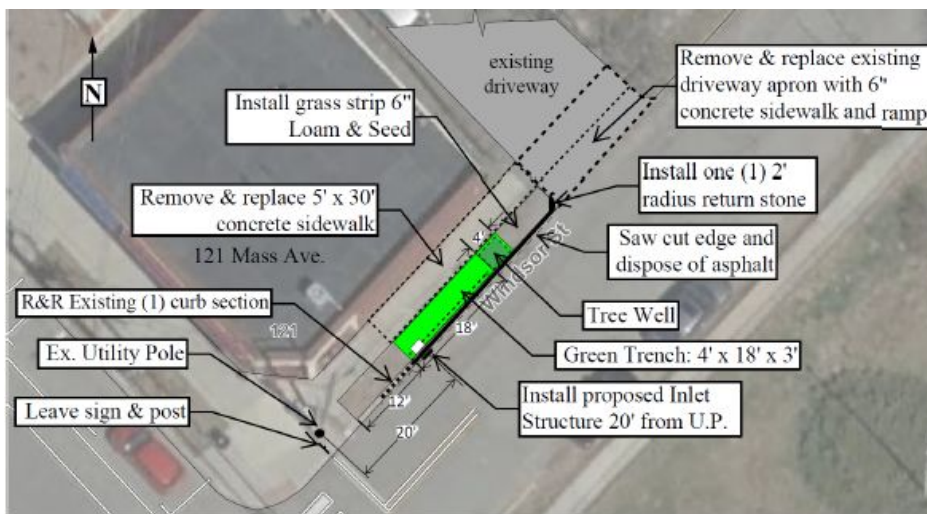 N
existing
driveway
Remove & replace existing
driveway apron with 6"
concrete sidewalk and ramp
Install grass strip 6"
Loam & Seed
Install one (1) 2'
radius return stone
Remove & replace 5' x 30'
concrete sidewalk
4'
Saw cut edge and
dispose of asphalt
121 Mass Ave.
Windsor St
R&R Existing (1) curb section
Tree Well
121
18'
Ex. Utility Pole
Green Trench: 4' x 18' x 3'
Leave sign & post
12'
20'
Install proposed Inlet
Structure 20' from U.P.